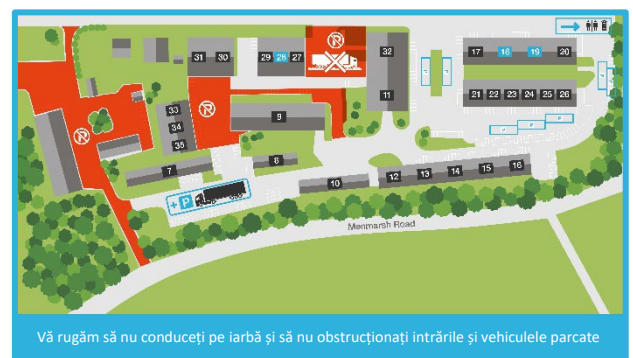 31 30
29 28 27
32
17 18 19 20
11
21 22 23 24 25 26
33
34
35
9
7
8
P
10
12 13 14 15 16
Menmarsh Road
Vă rugăm să nu conduceți pe iarbă și să nu obstrucționați intrările și vehiculele parcate